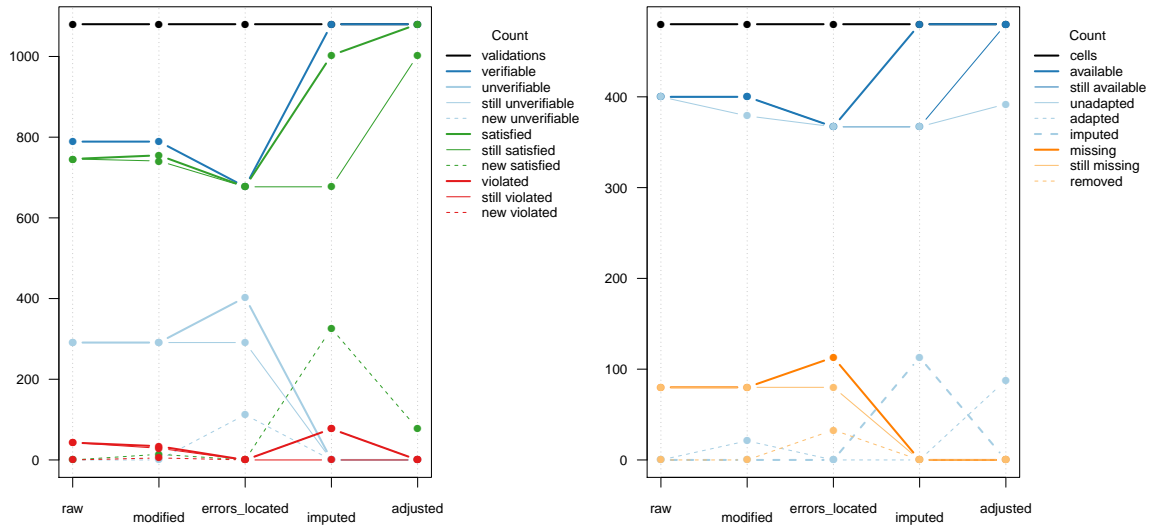 1000
800
600
400
200
0
raw
modified
errors_located
imputed
adjusted
Count
validations
verifiable
unverifiable
still unverifiable
new unverifiable
satisfied
still satisfied
new satisfied
violated
still violated
new violated
400
300
200
100
0
raw
modified
errors_located
imputed
adjusted
Count
cells
available
still available
unadapted
adapted
imputed
missing
still missing
removed